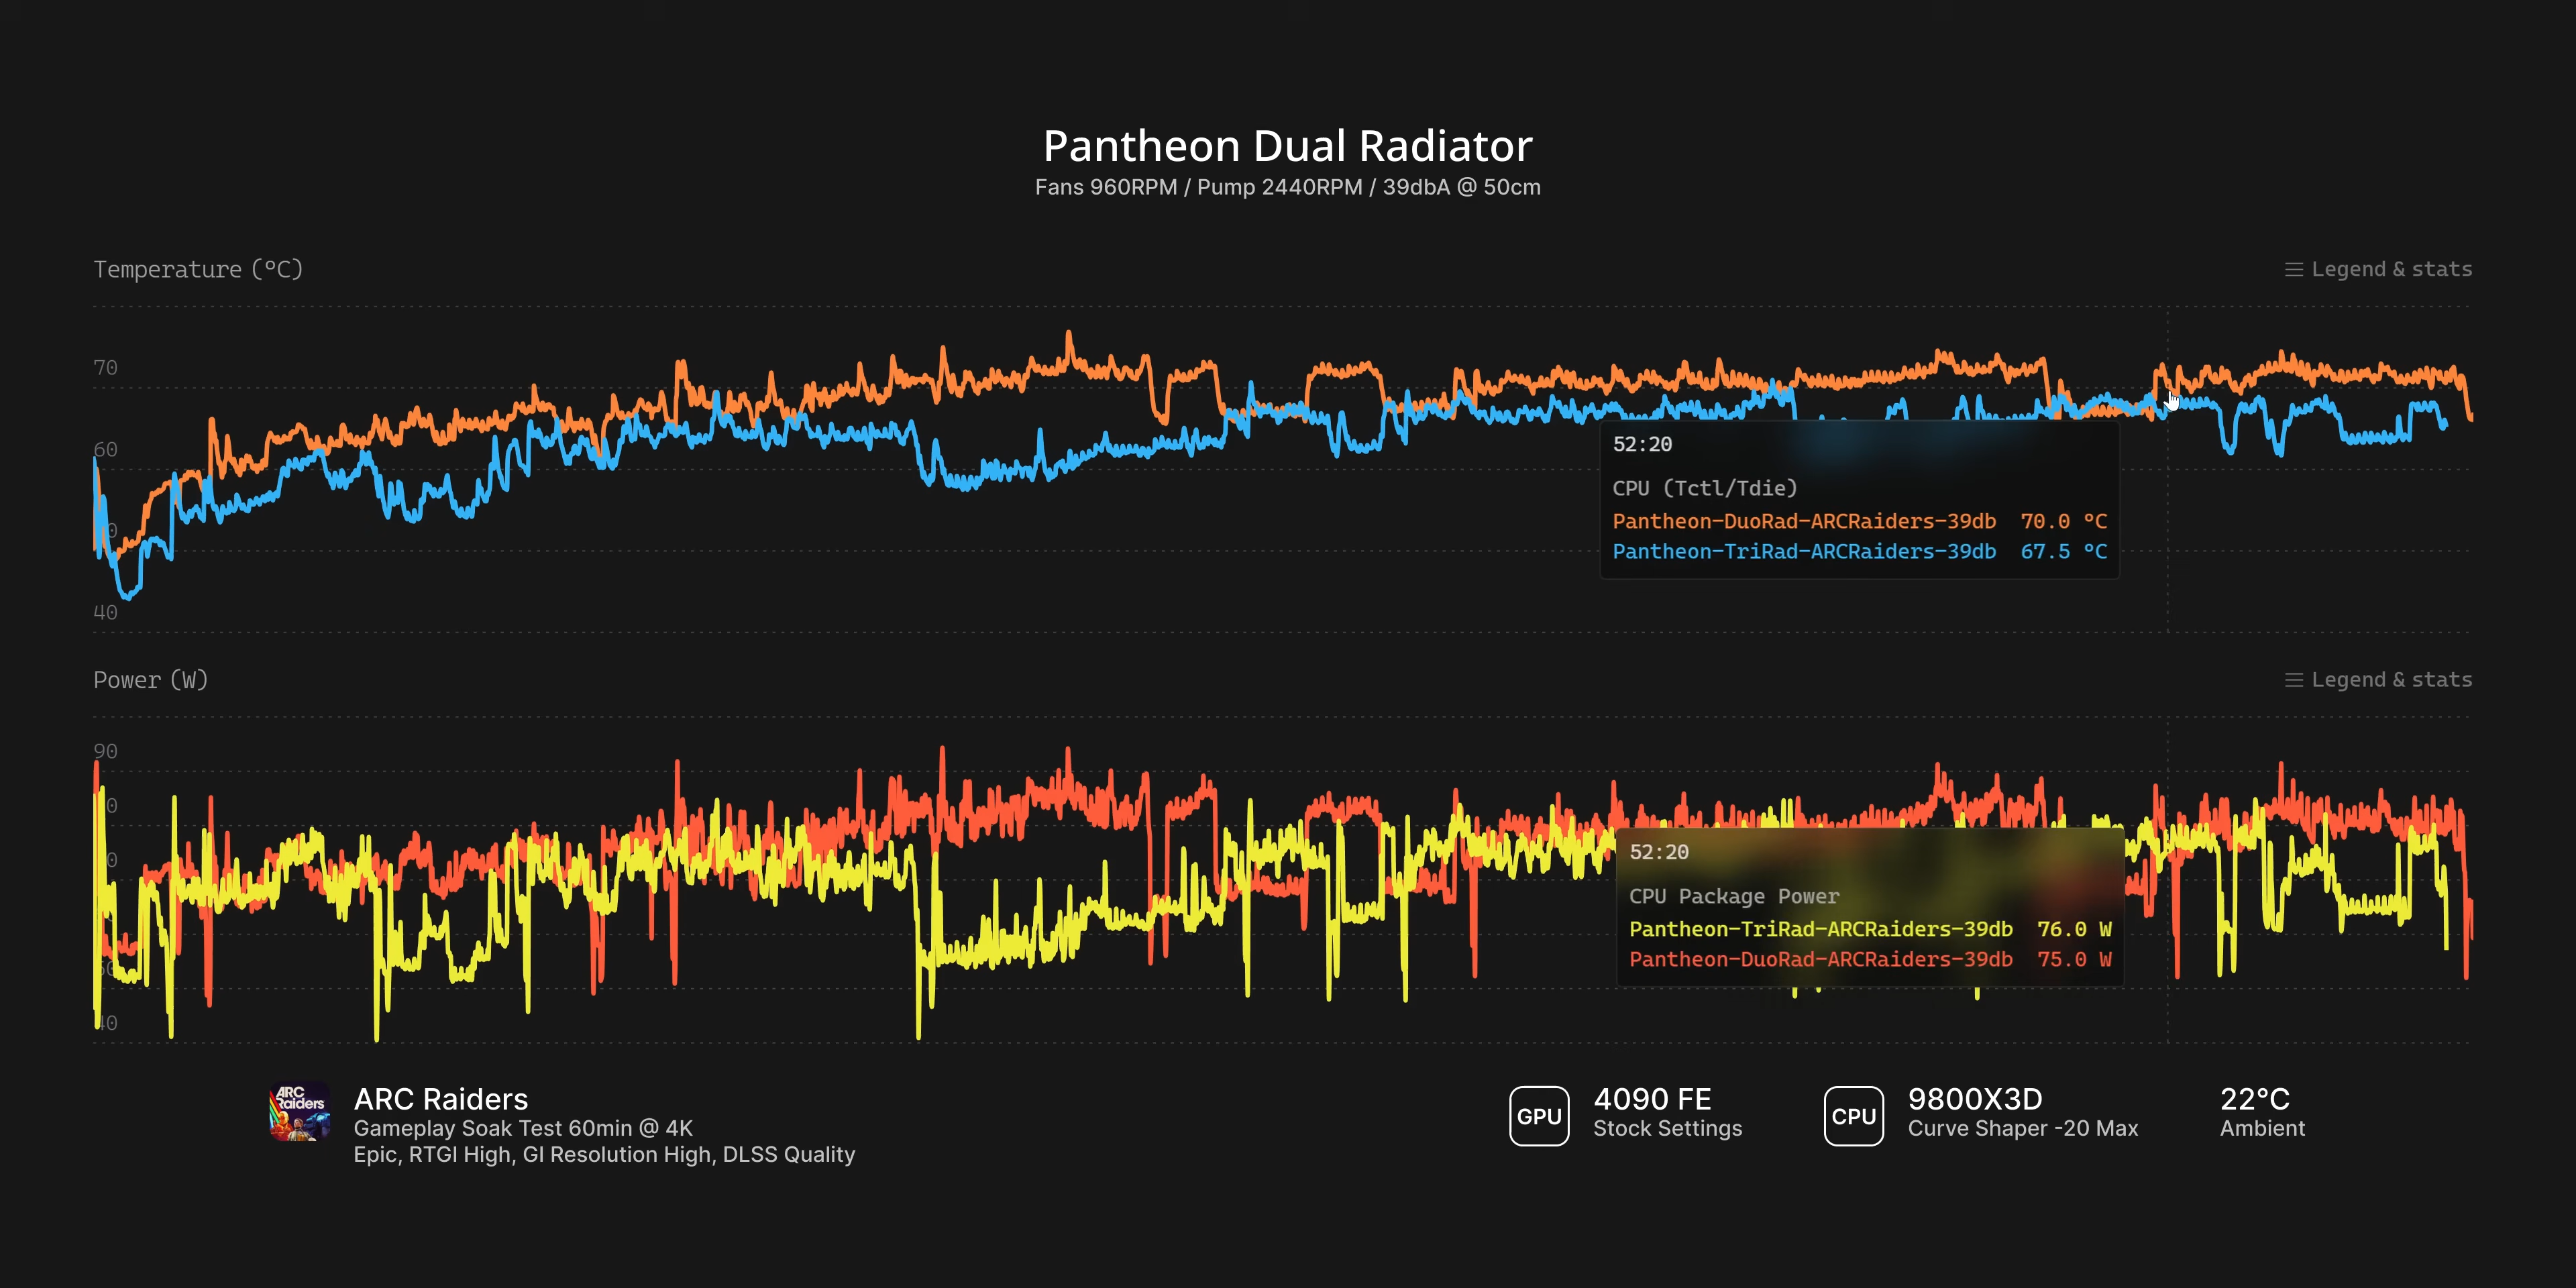 Pantheon Dual Radiator
Fans 960RPM / Pump 2440RPM / 39dbA @ 50cm
Temperature (°C)
Legend & stats
70
60
40
52:20
CPU (Tctl/Tdie)
Pantheon-DuoRad-ARCRaiders-39db 70.0 °C
Pantheon-TriRad-ARCRaiders-39db 67.5 °C
Power (W)
Legend & stats
90
40
52:20
CPU Package Power
Pantheon-TriRad-ARCRaiders-39db 76.0 W
Pantheon-DuoRad-ARCRaiders-39db 75.0 W
ARC Raiders
ARC Raiders
Gameplay Soak Test 60min @ 4K
Epic, RTGI High, GI Resolution High, DLSS Quality
GPU
4090 FE
Stock Settings
CPU
9800X3D
Curve Shaper -20 Max
22°C
Ambient